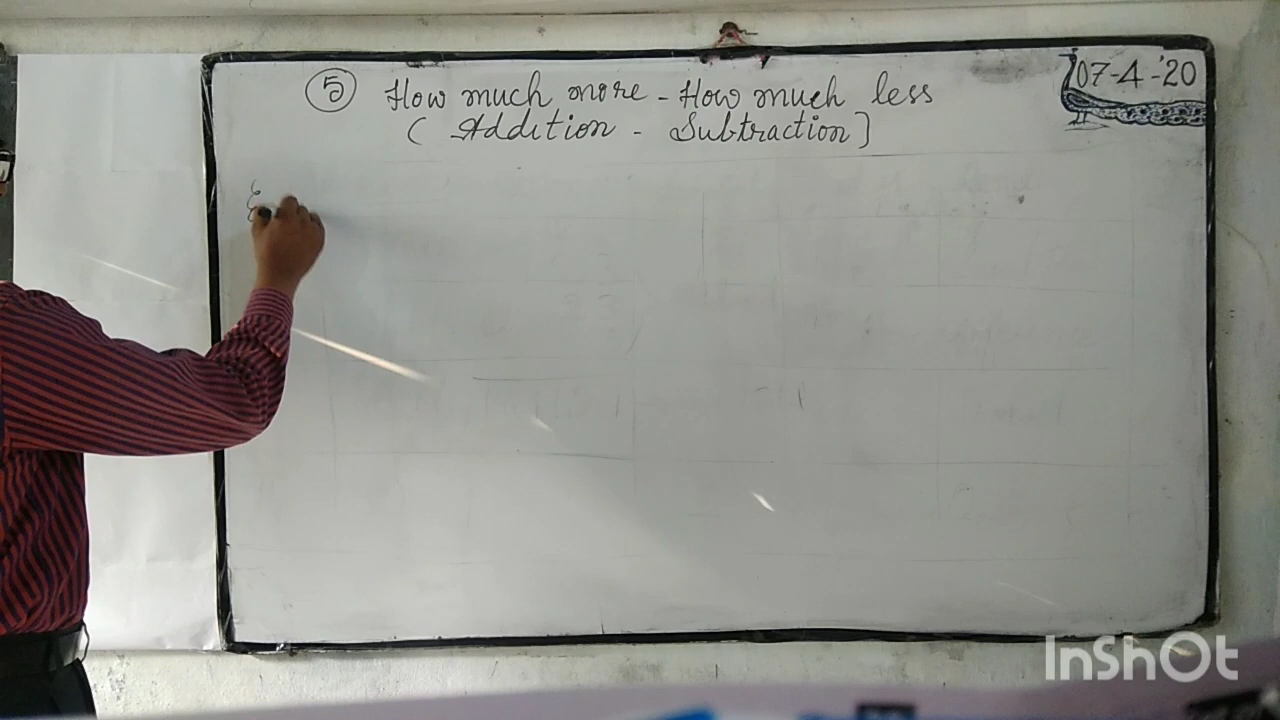 ⑤ How much more - How much less
( Addition - Subtraction ]
07-4-'20
InShOt